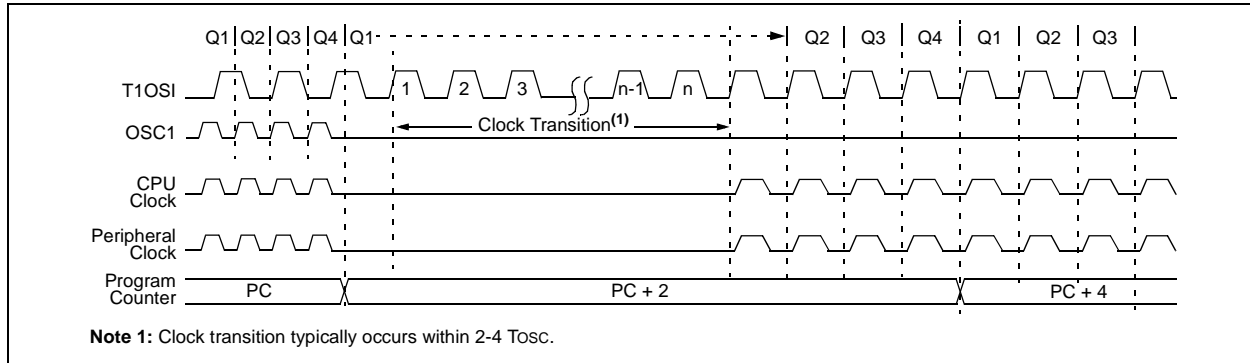 Q1 Q2 Q3 Q4 Q1 Q2 Q3 Q4 Q1 Q2 Q3
T1OSI 1 2 3 n-1 n
OSC1 Clock Transition(1)
CPU
Clock
Peripheral
Clock
Program
Counter PC PC + 2 PC + 4
Note 1: Clock transition typically occurs within 2-4 TOSC.